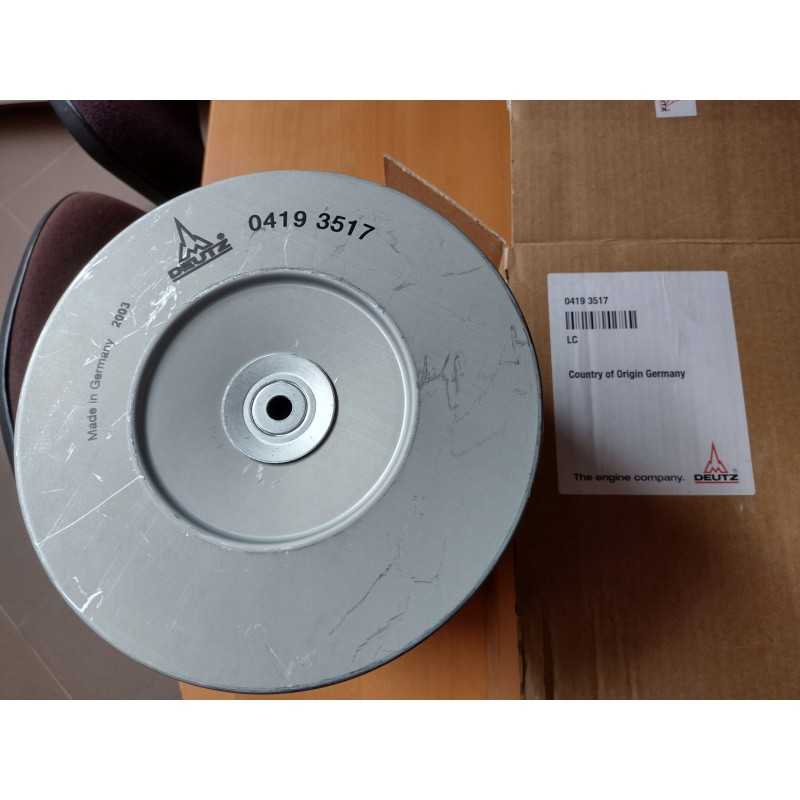 DEUTZ® 0419 3517
Made in Germany 2003
0419 3517
LC
Country of Origin Germany
The engine company. DEUTZ®